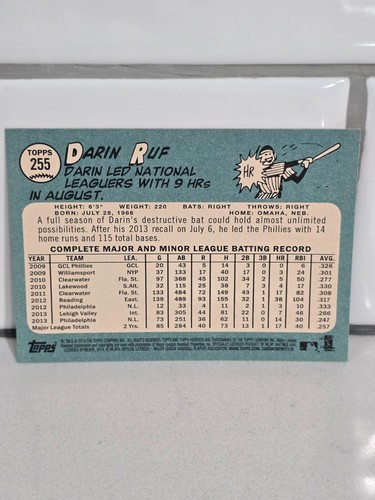 TOPPS
255
DARIN RUF
DARIN LED NATIONAL
LEAGUERS WITH 9 HRs
IN AUGUST.
HR
HEIGHT: 6'3" WEIGHT: 220 BATS: RIGHT THROWS: RIGHT
BORN: JULY 28, 1986 HOME: OMAHA, NEB.
A full season of Darin's destructive bat could hold almost unlimited
possibilities. After his 2013 recall on July 6, he led the Phillies with 14
home runs and 115 total bases.
COMPLETE MAJOR AND MINOR LEAGUE BATTING RECORD
YEAR TEAM LEA. G AB R H 2B 3B HR RBI AVG.
2009 GCL Phillies GCL 20 43 5 14 3 0 0 6 .326
2009 Williamsport NYP 37 133 17 40 17 0 3 24 .301
2010 Clearwater Fla. St. 97
2010 Lakewood S.Atl. 32 115 25 38 7 3 4 17 .330
2011 Clearwater Fla. St. 133 484 72 149 43 1 17 82 .308
2012 Reading East. 139 489 93 155 32 1 38 104 .317
2012 Philadelphia N.L. 12 33 4 11 2 1 3 10 .333
2013 Lehigh Valley Int. 83 305 44 81 22 0 7 46 .266
2013 Philadelphia N.L. 73 251 36 62 11 0 14 30 .247
Major League Totals 2 Yrs. 85 284 40 73 13 1 17 40 .257
Topps